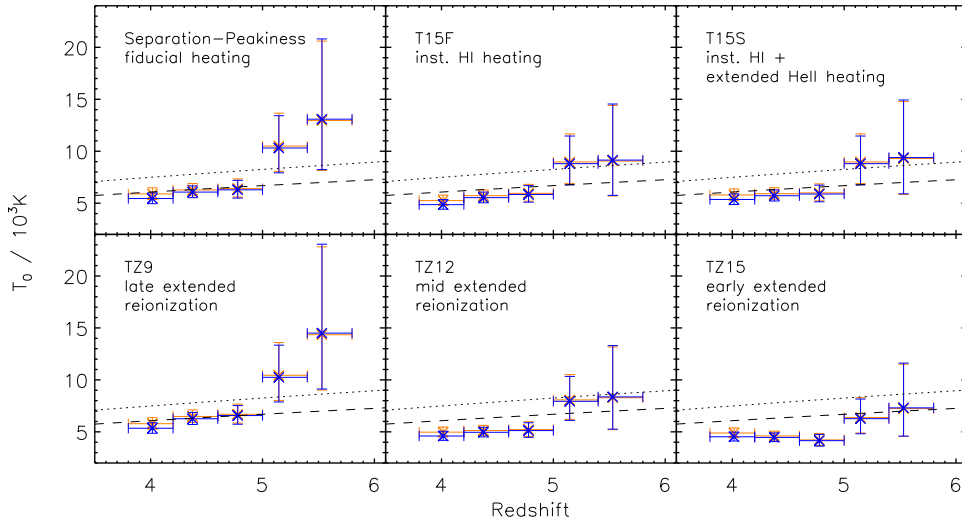 Separation-Peakiness
fiducial heating
T15F
inst. HI heating
T15S
inst. HI +
extended HeII heating
20
15
10
5
TZ9
late extended
reionization
TZ12
mid extended
reionization
TZ15
early extended
reionization
20
15
10
5
T₀ / 10³K
4 5 6
4 5 6
4 5 6
Redshift